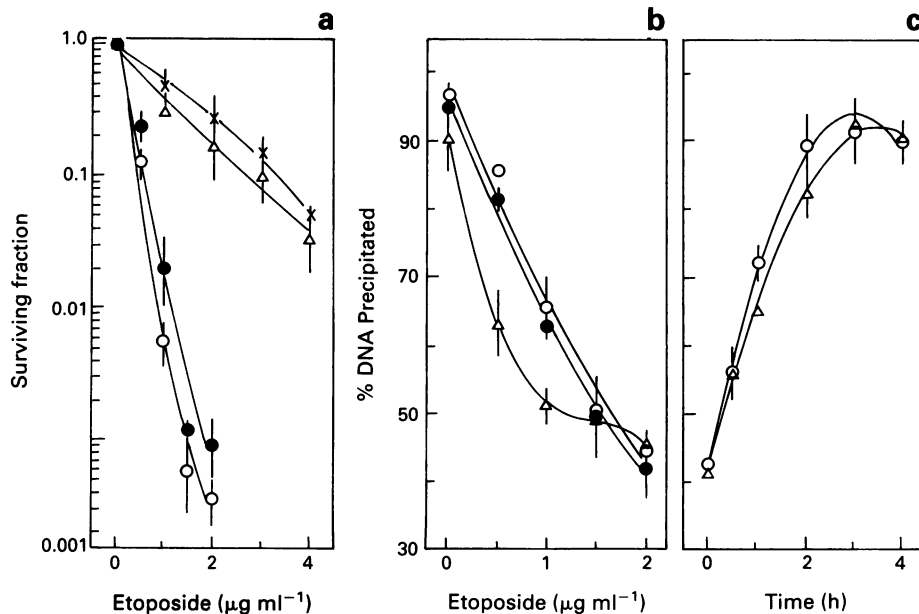 a
b
c
1.0
0.1
0.01
0.001
Surviving fraction
0 2 4
Etoposide (μg ml⁻¹)
90
70
50
30
% DNA Precipitated
0 1 2
Etoposide (μg ml⁻¹)
0 2 4
Time (h)